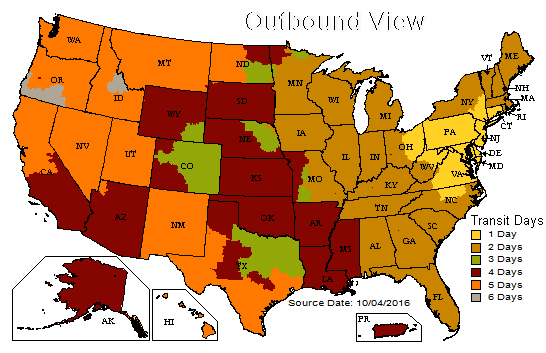 Outbound View
WA
OR
CA
NV
ID
MT
WY
UT
AZ
CO
NM
ND
SD
NE
KS
OK
TX
MN
IA
MO
AR
LA
WI
IL
MI
IN
OH
KY
TN
MS
AL
GA
FL
SC
NC
VA
WV
PA
NY
VT
ME
NH
MA
RI
CT
NJ
DE
MD
AK
HI
PR
Transit Days
1 Day
2 Days
3 Days
4 Days
5 Days
6 Days
Source Date: 10/04/2016